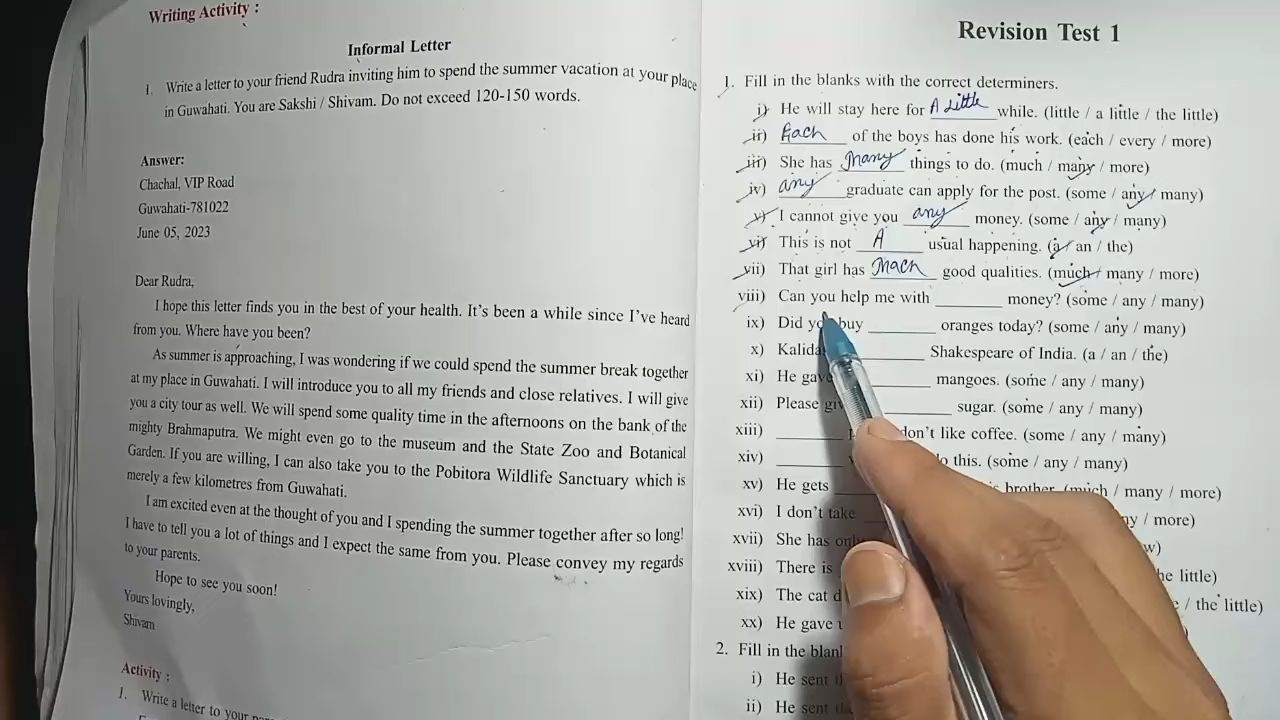 Writing Activity :
Informal Letter
1. Write a letter to your friend Rudra inviting him to spend the summer vacation at your place
in Guwahati. You are Sakshi / Shivam. Do not exceed 120-150 words.
Answer:
Chachal, VIP Road
Guwahati-781022
June 05, 2023
Dear Rudra,
I hope this letter finds you in the best of your health. It's been a while since I've heard
from you. Where have you been?
As summer is approaching, I was wondering if we could spend the summer break together
at my place in Guwahati. I will introduce you to all my friends and close relatives. I will give
you a city tour as well. We will spend some quality time in the afternoons on the bank of the
mighty Brahmaputra. We might even go to the museum and the State Zoo and Botanical
Garden. If you are willing, I can also take you to the Pobitora Wildlife Sanctuary which is
merely a few kilometres from Guwahati.
I am excited even at the thought of you and I spending the summer together after so long!
I have to tell you a lot of things and I expect the same from you. Please convey my regards
to your parents.
Hope to see you soon!
Yours lovingly,
Shivam
Activity :
1. Write a letter to your
Revision Test 1
1. Fill in the blanks with the correct determiners.
i) He will stay here for A Little while. (little / a little / the little)
ii) Each of the boys has done his work. (each / every / more)
iii) She has many things to do. (much / many / more)
iv) any graduate can apply for the post. (some / any / many)
v) I cannot give you any money. (some / any / many)
vi) This is not A usual happening. (a / an / the)
vii) That girl has Mach good qualities. (much / many / more)
viii) Can you help me with ______ money? (some / any / many)
ix) Did you buy ______ oranges today? (some / any / many)
x) Kalida ______ Shakespeare of India. (a / an / the)
xi) He gave ______ mangoes. (some / any / many)
xii) Please giv ______ sugar. (some / any / many)
xiii) ______ don't like coffee. (some / any / many)
xiv) ______ do this. (some / any / many)
xv) He gets ______ brother. (much / many / more)
xvi) I don't take ______ / more)
xvii) She has
xviii) There is he little)
xix) The cat d / the little)
xx) He gave
2. Fill in the blan
i) He sent
ii) He sent